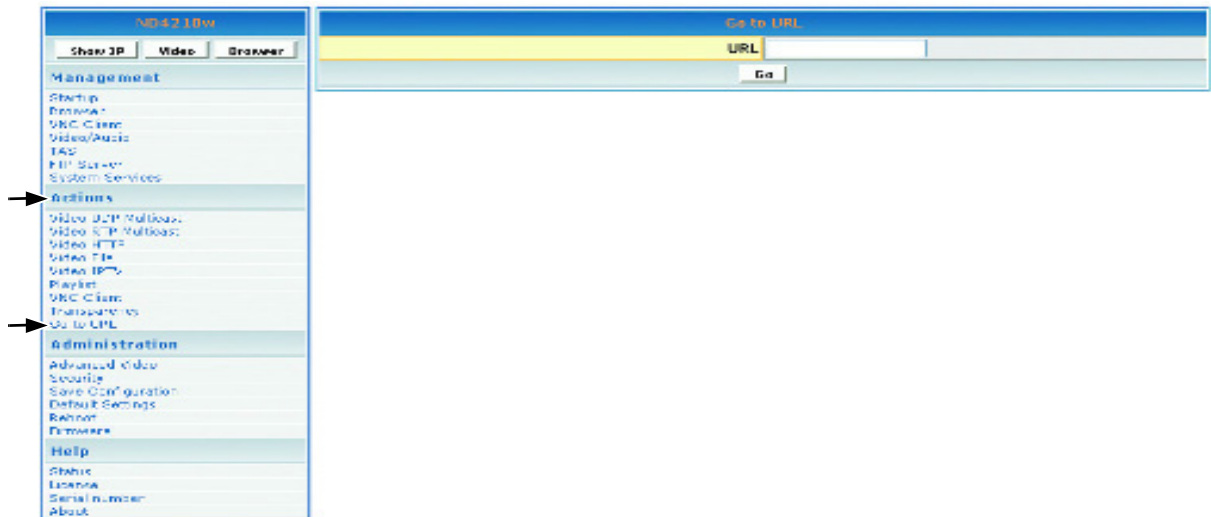 ND4210w
Show IP Video Browser
Management
Startup
Browser
VNC Client
Video/Audio
TAS
FTP Server
System Services
Actions
Video UDP Multicast
Video RTP Multicast
Video HTTP
Video File
Video IPTV
Playlist
VNC Client
Transparency
Go to URL
Administration
Advanced Video
Security
Save Configuration
Default Settings
Reboot
Firmware
Help
Status
License
Serial number
About
Go to URL
URL
Go